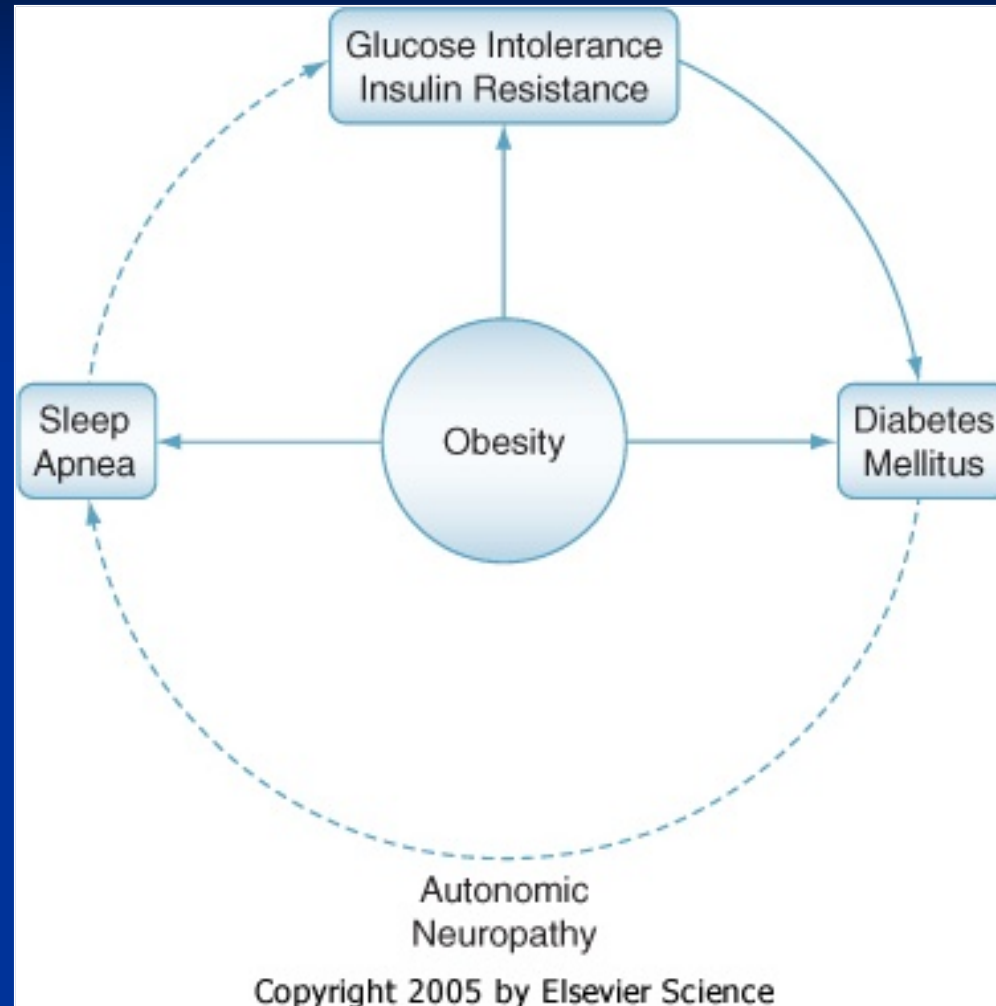 Glucose Intolerance
Insulin Resistance
Sleep
Apnea
Obesity
Diabetes
Mellitus
Autonomic
Neuropathy
Copyright 2005 by Elsevier Science